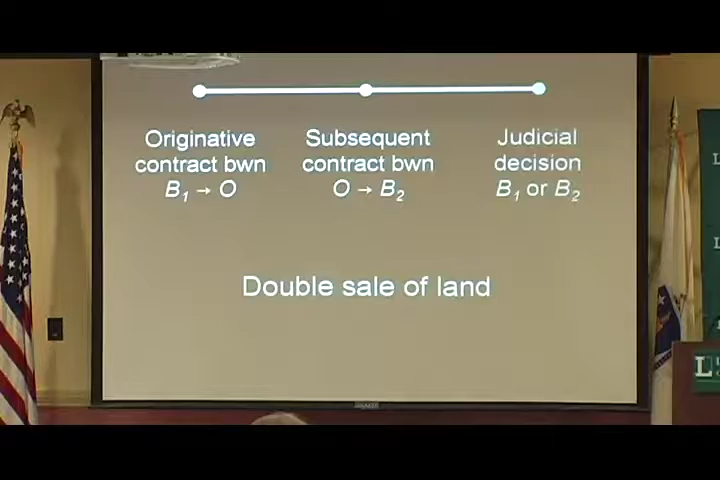 Originative
contract bwn
B₁ → O
Subsequent
contract bwn
O → B₂
Judicial
decision
B₁ or B₂
Double sale of land
L
L
L